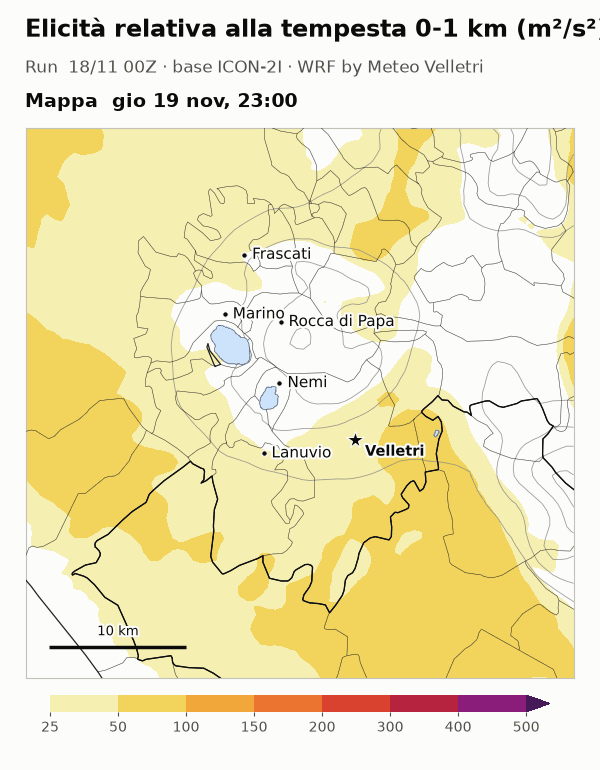 Elicità relativa alla tempesta 0-1 km (m²/s²)
Run  18/11 00Z · base ICON-2I · WRF by Meteo Velletri
Mappa  gio 19 nov, 23:00
Frascati
Marino
Rocca di Papa
Nemi
Velletri
Lanuvio
10 km
25 50 100 150 200 300 400 500